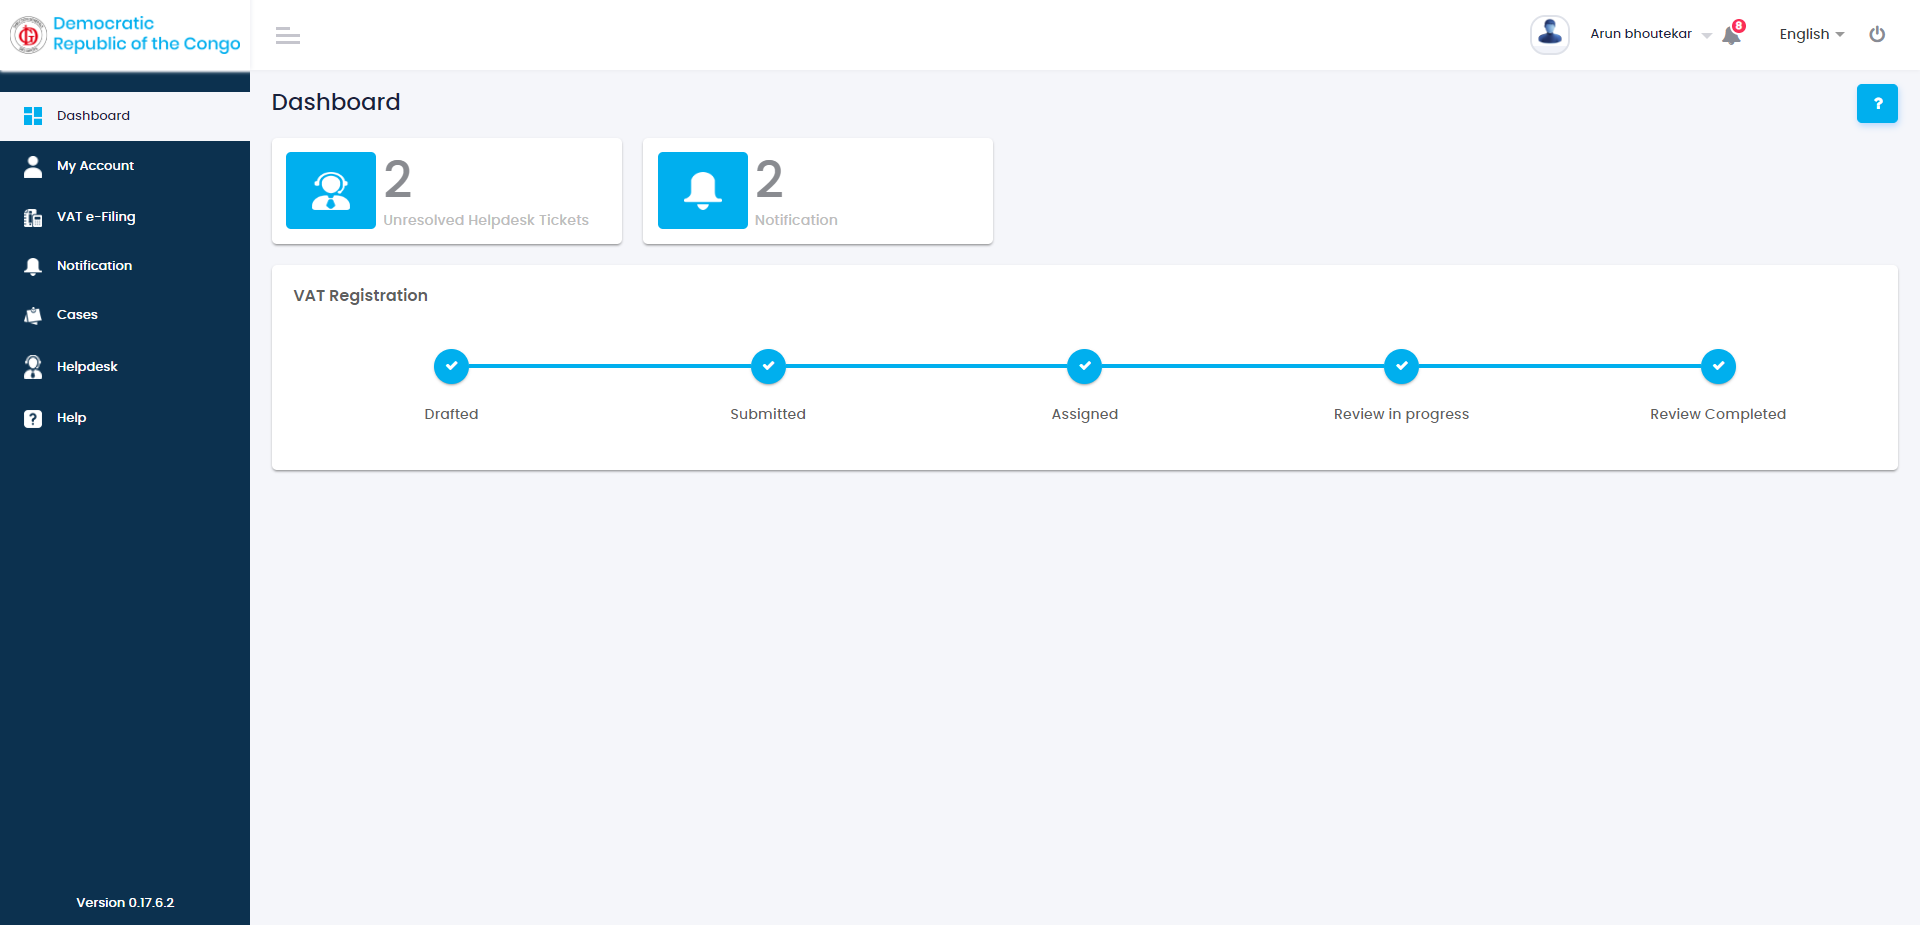 Democratic
Republic of the Congo
Arun bhoutekar
8
English
Dashboard
My Account
VAT e-Filing
Notification
Cases
Helpdesk
? Help
Version 0.17.6.2
Dashboard
?
2
Unresolved Helpdesk Tickets
2
Notification
VAT Registration
Drafted
Submitted
Assigned
Review in progress
Review Completed